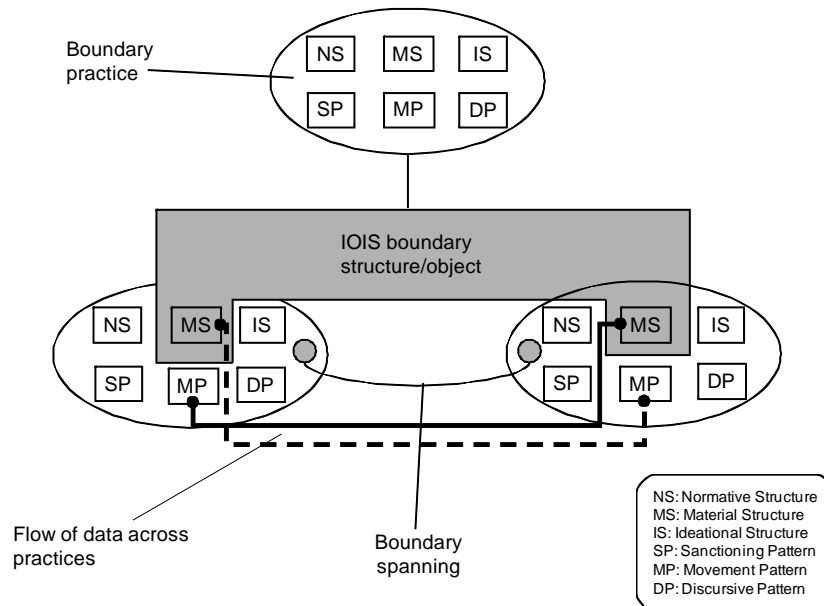 Boundary
practice
NS MS IS
SP MP DP
IOIS boundary
structure/object
NS MS IS
SP MP DP
NS MS IS
SP MP DP
Flow of data across
practices
Boundary
spanning
NS: Normative Structure
MS: Material Structure
IS: Ideational Structure
SP: Sanctioning Pattern
MP: Movement Pattern
DP: Discursive Pattern